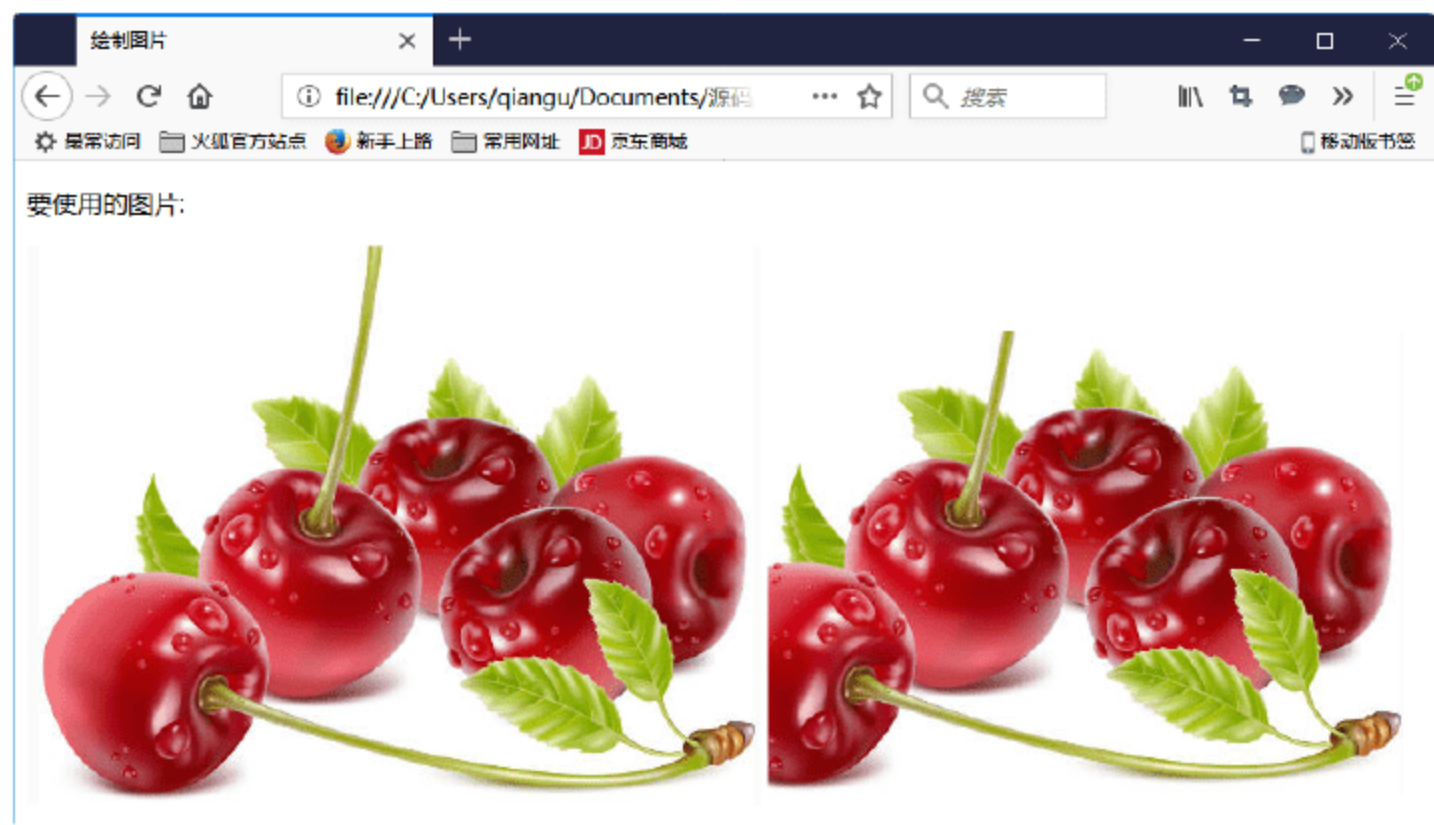 绘制图片
file:///C:/Users/qiangu/Documents/源码
搜索
最常访问 火狐官方站点 新手上路 常用网址 JD 京东商城 移动版书签
要使用的图片: